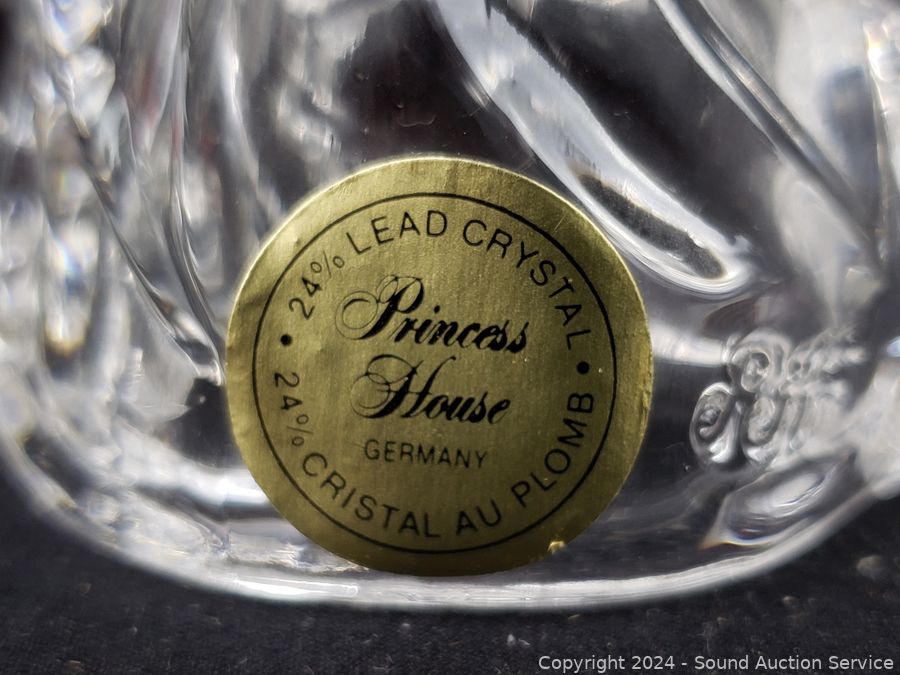 24% LEAD CRYSTAL
Princess
House
GERMANY
24% CRISTAL AU PLOMB
Copyright 2024 - Sound Auction Service